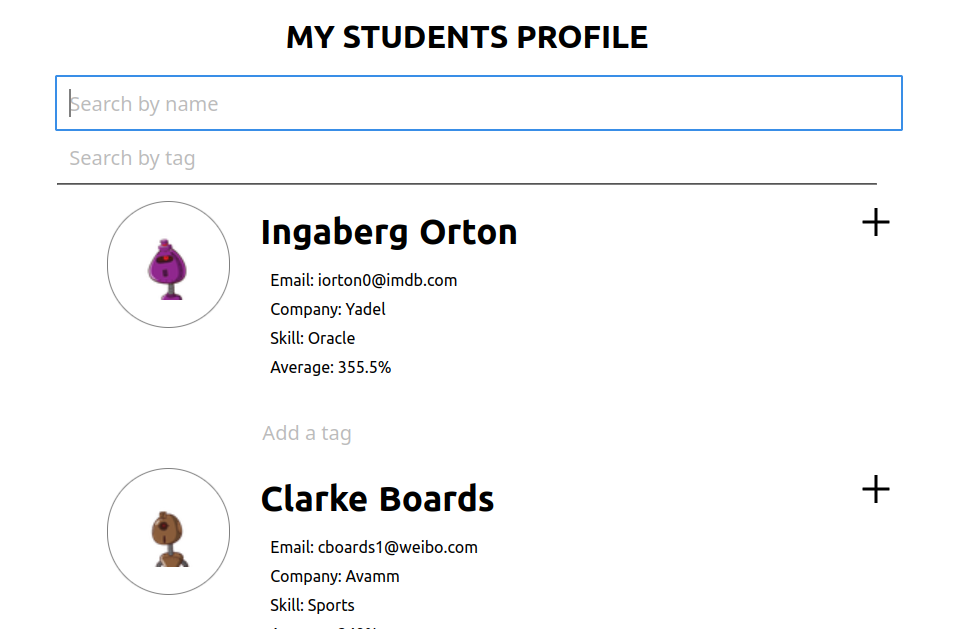 MY STUDENTS PROFILE
Search by name
Search by tag
Ingaberg Orton
Email: iorton0@imdb.com
Company: Yadel
Skill: Oracle
Average: 355.5%
Add a tag
Clarke Boards
Email: cboards1@weibo.com
Company: Avamm
Skill: Sports